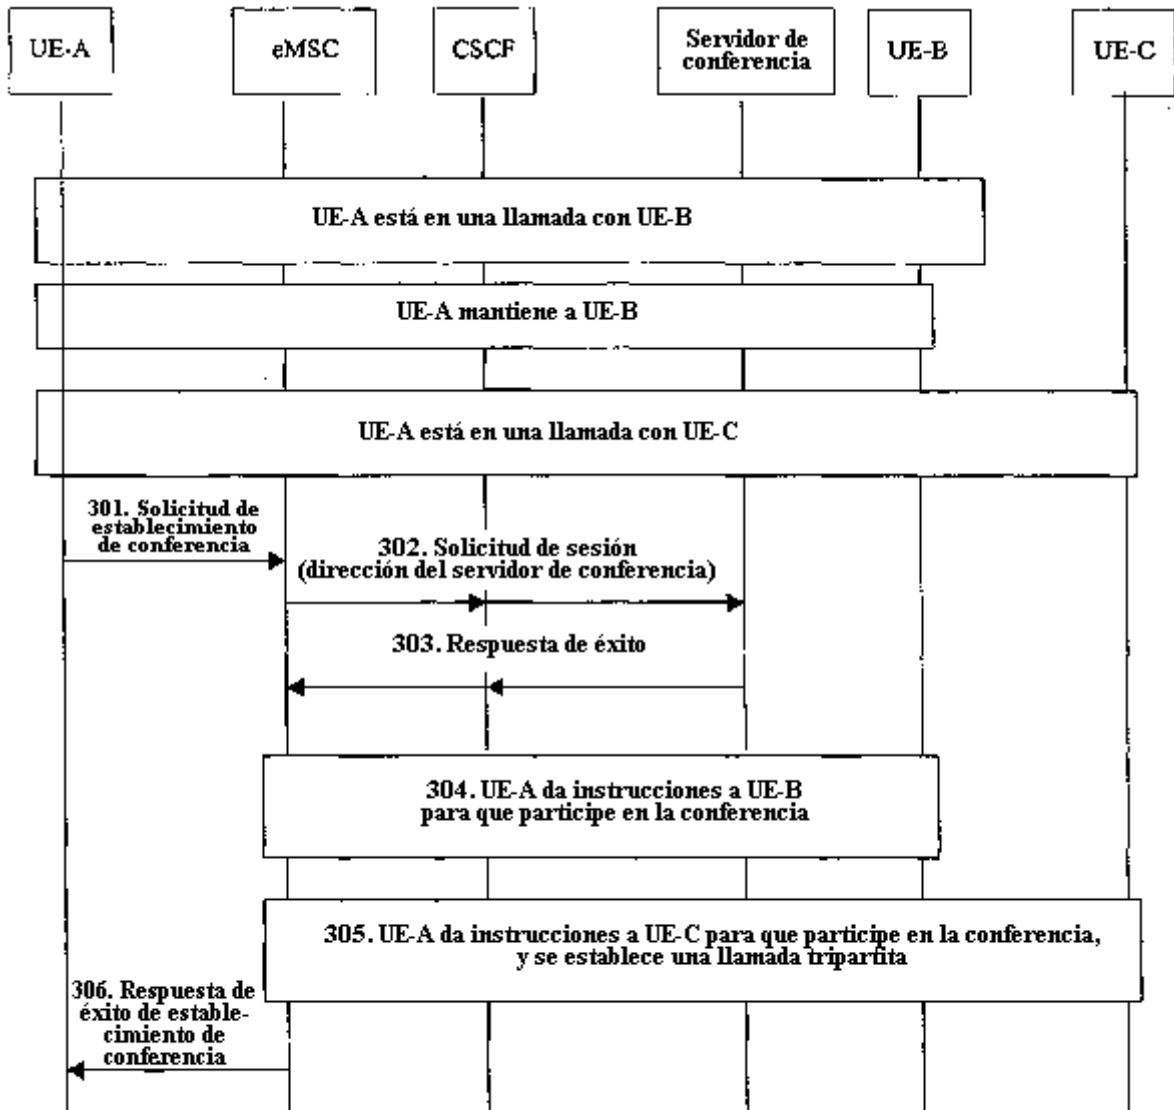 UE-A
eMSC
CSCF
Servidor de
conferencia
UE-B
UE-C
UE-A está en una llamada con UE-B
UE-A mantiene a UE-B
UE-A está en una llamada con UE-C
301. Solicitud de
establecimiento
de conferencia
302. Solicitud de sesión
(dirección del servidor de conferencia)
303. Respuesta de éxito
304. UE-A da instrucciones a UE-B
para que participe en la conferencia
305. UE-A da instrucciones a UE-C para que participe en la conferencia,
y se establece una llamada tripartita
306. Respuesta de
éxito de estable-
cimiento de
conferencia